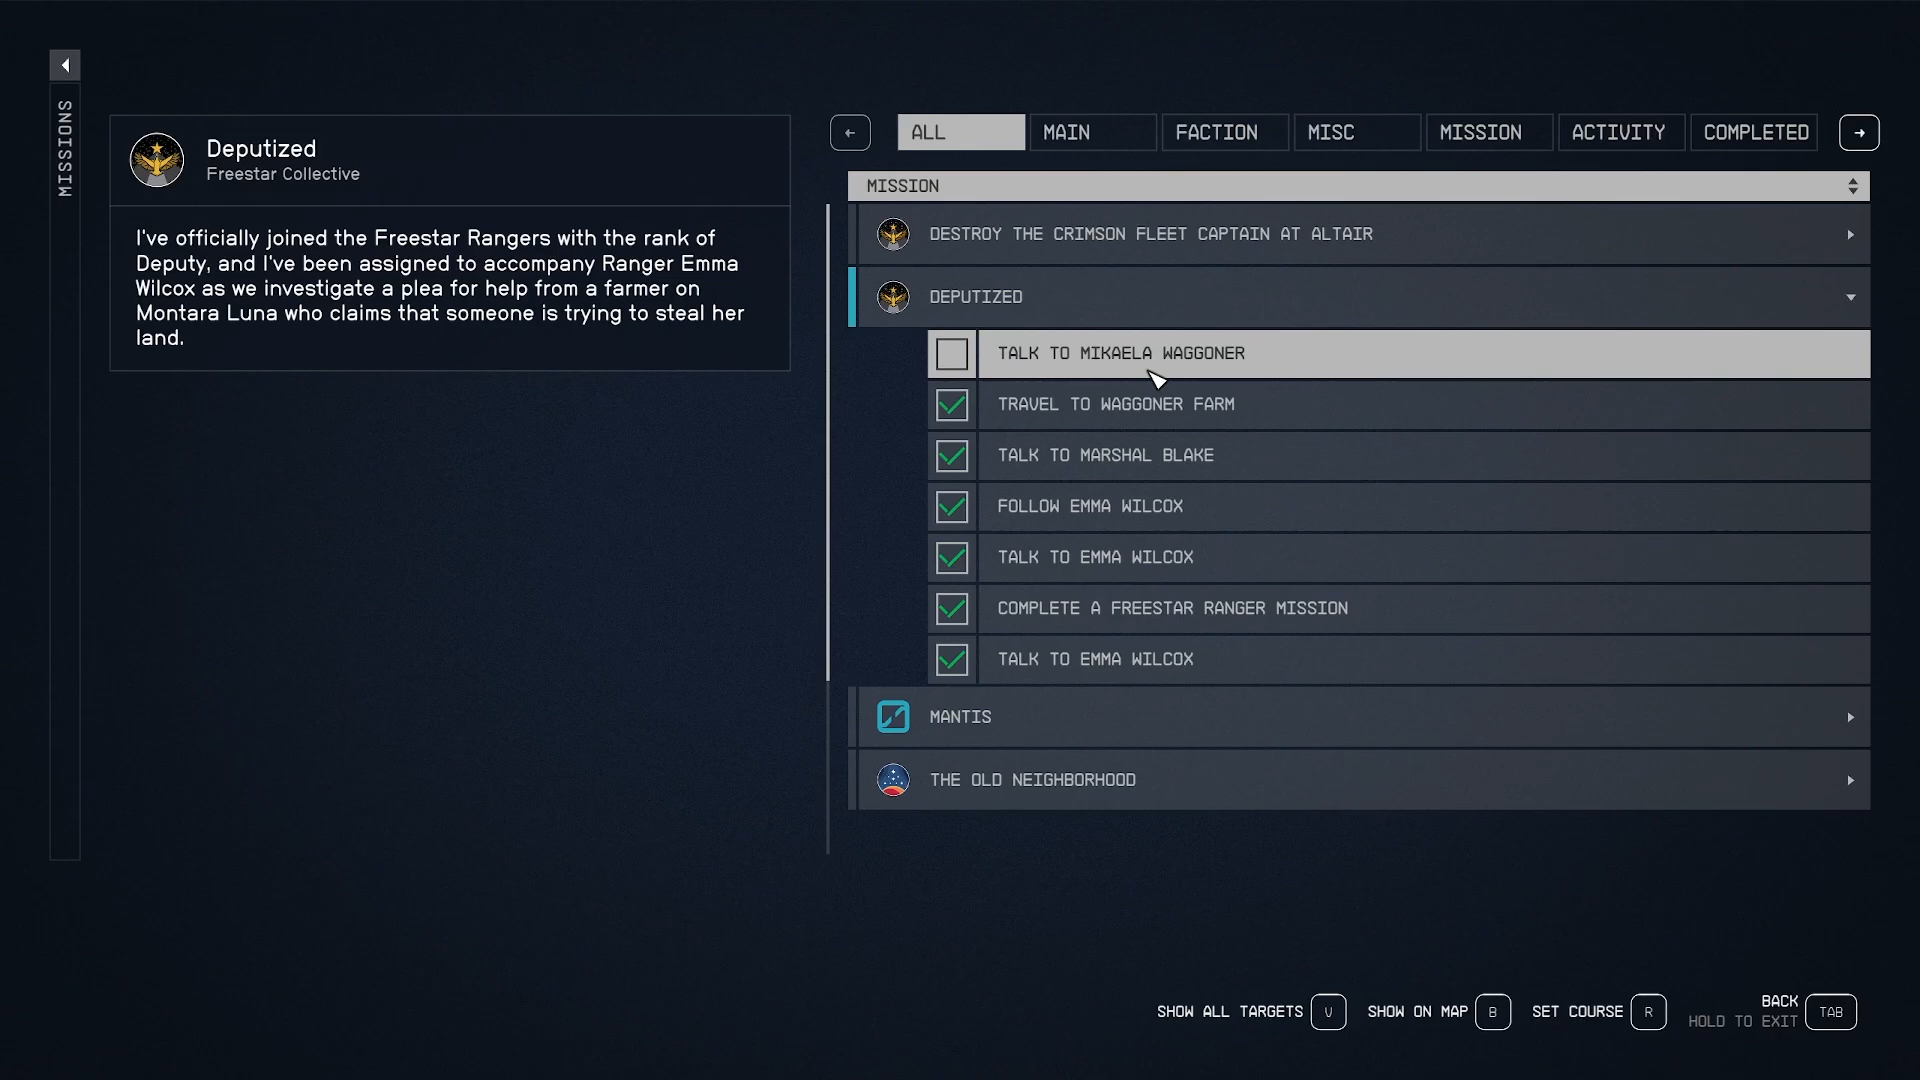 MISSIONS
Deputized
Freestar Collective
I've officially joined the Freestar Rangers with the rank of
Deputy, and I've been assigned to accompany Ranger Emma
Wilcox as we investigate a plea for help from a farmer on
Montara Luna who claims that someone is trying to steal her
land.
ALL
MAIN
FACTION
MISC
MISSION
ACTIVITY
COMPLETED
MISSION
DESTROY THE CRIMSON FLEET CAPTAIN AT ALTAIR
DEPUTIZED
TALK TO MIKAELA WAGGONER
TRAVEL TO WAGGONER FARM
TALK TO MARSHAL BLAKE
FOLLOW EMMA WILCOX
TALK TO EMMA WILCOX
COMPLETE A FREESTAR RANGER MISSION
TALK TO EMMA WILCOX
MANTIS
THE OLD NEIGHBORHOOD
SHOW ALL TARGETS V
SHOW ON MAP B
SET COURSE R
BACK
HOLD TO EXIT
TAB